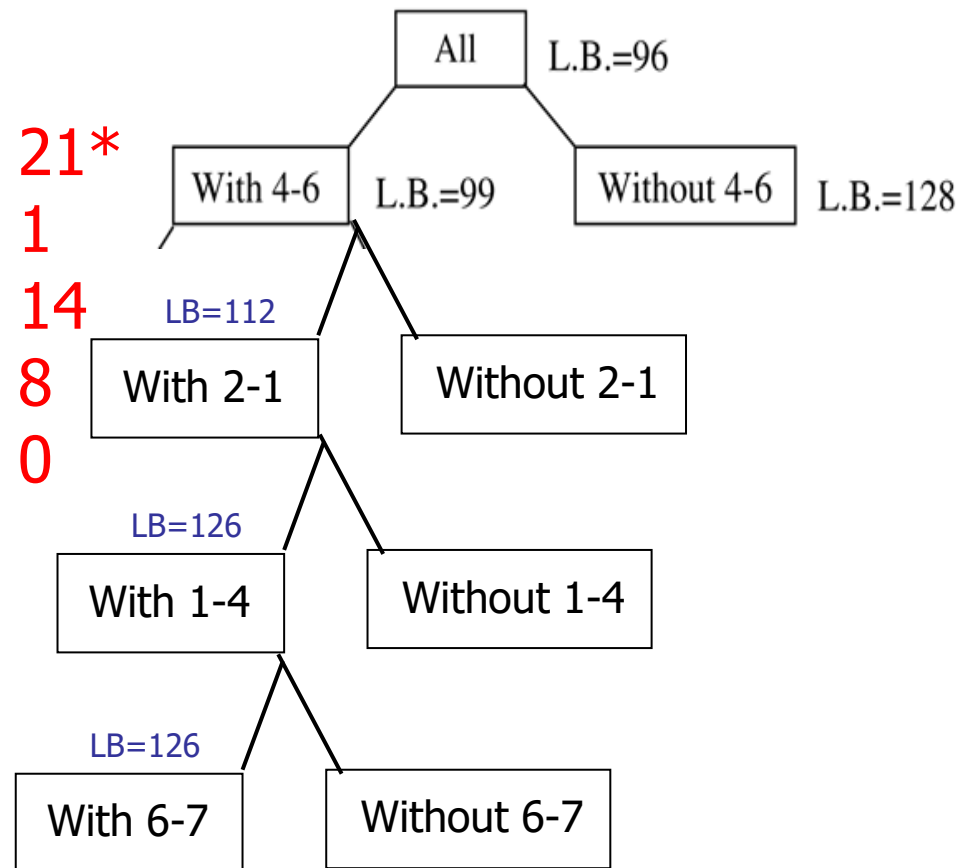 All
L.B.=96
21*
With 4-6
L.B.=99
Without 4-6
L.B.=128
1
14
LB=112
8
With 2-1
Without 2-1
0
LB=126
With 1-4
Without 1-4
LB=126
With 6-7
Without 6-7